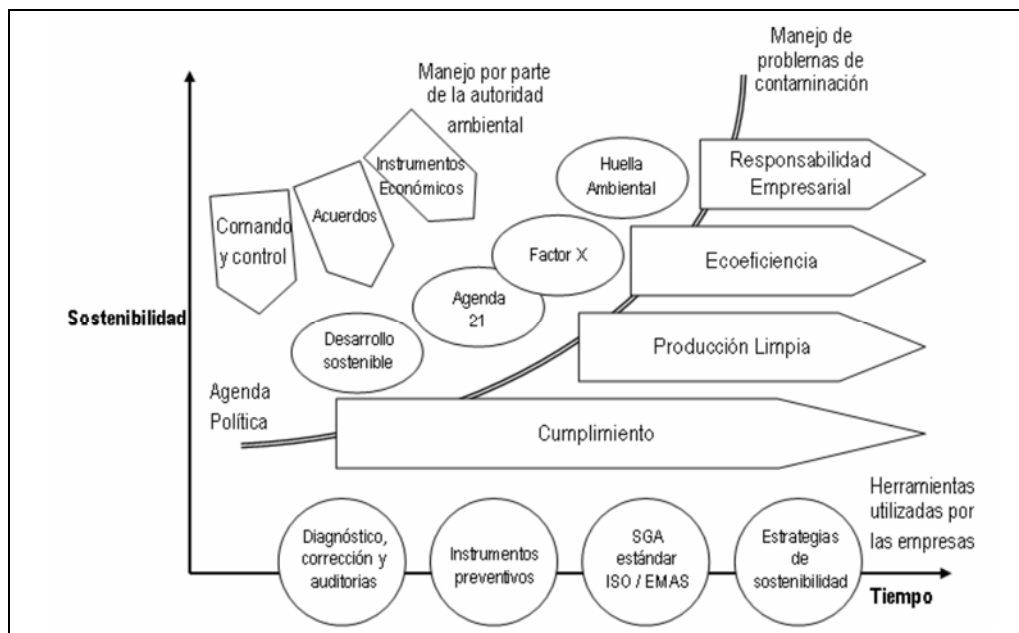 Manejo de
problemas de
contaminación
Manejo por parte
de la autoridad
ambiental
Instrumentos
Económicos
Acuerdos
Comando
y control
Huella
Ambiental
Responsabilidad
Empresarial
Factor X
Ecoeficiencia
Agenda
21
Sostenibilidad
Desarrollo
sostenible
Producción Limpia
Agenda
Política
Cumplimiento
Herramientas
utilizadas por
las empresas
Diagnóstico,
corrección y
auditorias
Instrumentos
preventivos
SGA
estándar
ISO / EMAS
Estrategias
de
sostenibilidad
Tiempo